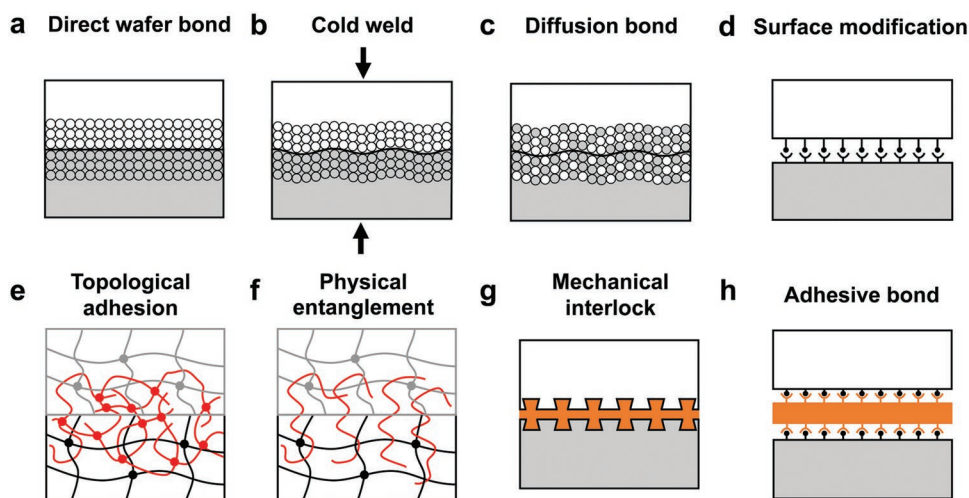 a Direct wafer bond b Cold weld c Diffusion bond d Surface modification
e Topological adhesion f Physical entanglement g Mechanical interlock h Adhesive bond